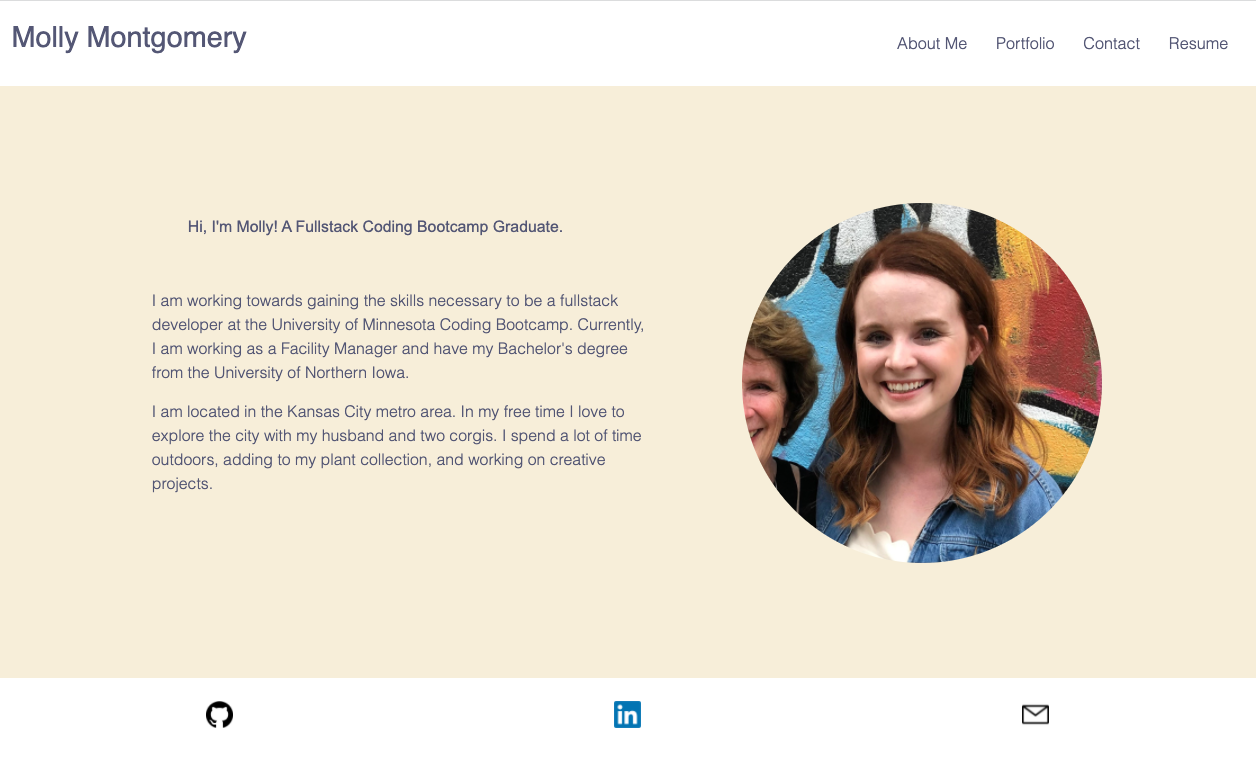 Molly Montgomery
About Me Portfolio Contact Resume
Hi, I'm Molly! A Fullstack Coding Bootcamp Graduate.
I am working towards gaining the skills necessary to be a fullstack
developer at the University of Minnesota Coding Bootcamp. Currently,
I am working as a Facility Manager and have my Bachelor's degree
from the University of Northern Iowa.
I am located in the Kansas City metro area. In my free time I love to
explore the city with my husband and two corgis. I spend a lot of time
outdoors, adding to my plant collection, and working on creative
projects.
in